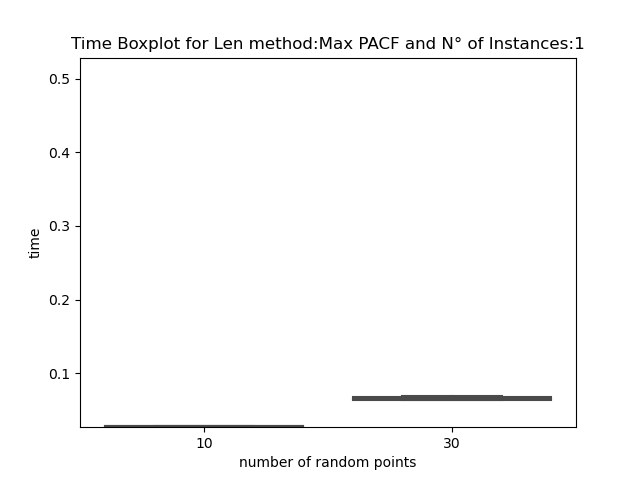 Time Boxplot for Len method:Max PACF and N° of Instances:1
0.5
0.4
0.3
0.2
0.1
time
10
30
number of random points